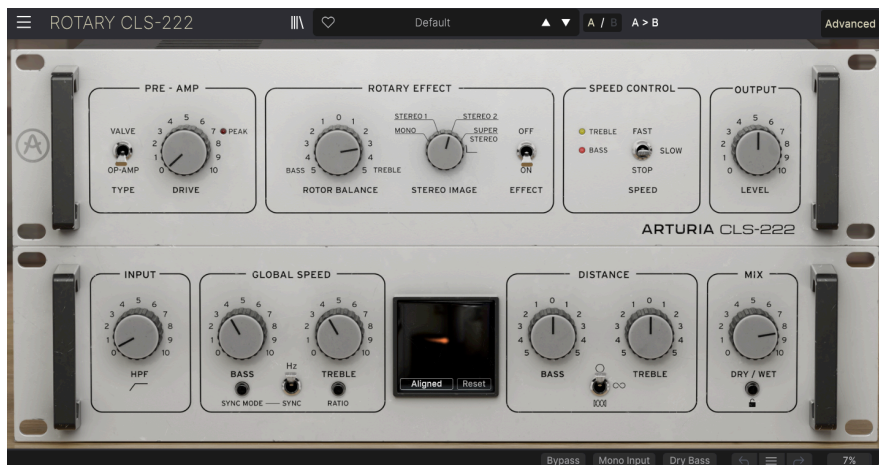 ROTARY CLS-222
Default
A / B
A > B
Advanced
PRE - AMP
VALVE
OP-AMP
TYPE
0 1 2 3 4 5 6 7 8 9 10
PEAK
DRIVE
ROTARY EFFECT
BASS 5 4 3 2 1 0 1 2 3 4 5 TREBLE
ROTOR BALANCE
STEREO 1
STEREO 2
MONO
SUPER
STEREO
STEREO IMAGE
OFF
ON
EFFECT
SPEED CONTROL
TREBLE
BASS
FAST
SLOW
STOP
SPEED
OUTPUT
0 1 2 3 4 5 6 7 8 9 10
LEVEL
ARTURIA CLS-222
INPUT
0 1 2 3 4 5 6 7 8 9 10
HPF
GLOBAL SPEED
0 1 2 3 4 5 6 7 8 9 10
BASS
SYNC MODE
Hz
SYNC
0 1 2 3 4 5 6 7 8 9 10
TREBLE
RATIO
Aligned
Reset
DISTANCE
5 4 3 2 1 0 1 2 3 4 5
BASS
5 4 3 2 1 0 1 2 3 4 5
TREBLE
MIX
0 1 2 3 4 5 6 7 8 9 10
DRY / WET
Bypass
Mono Input
Dry Bass
7%